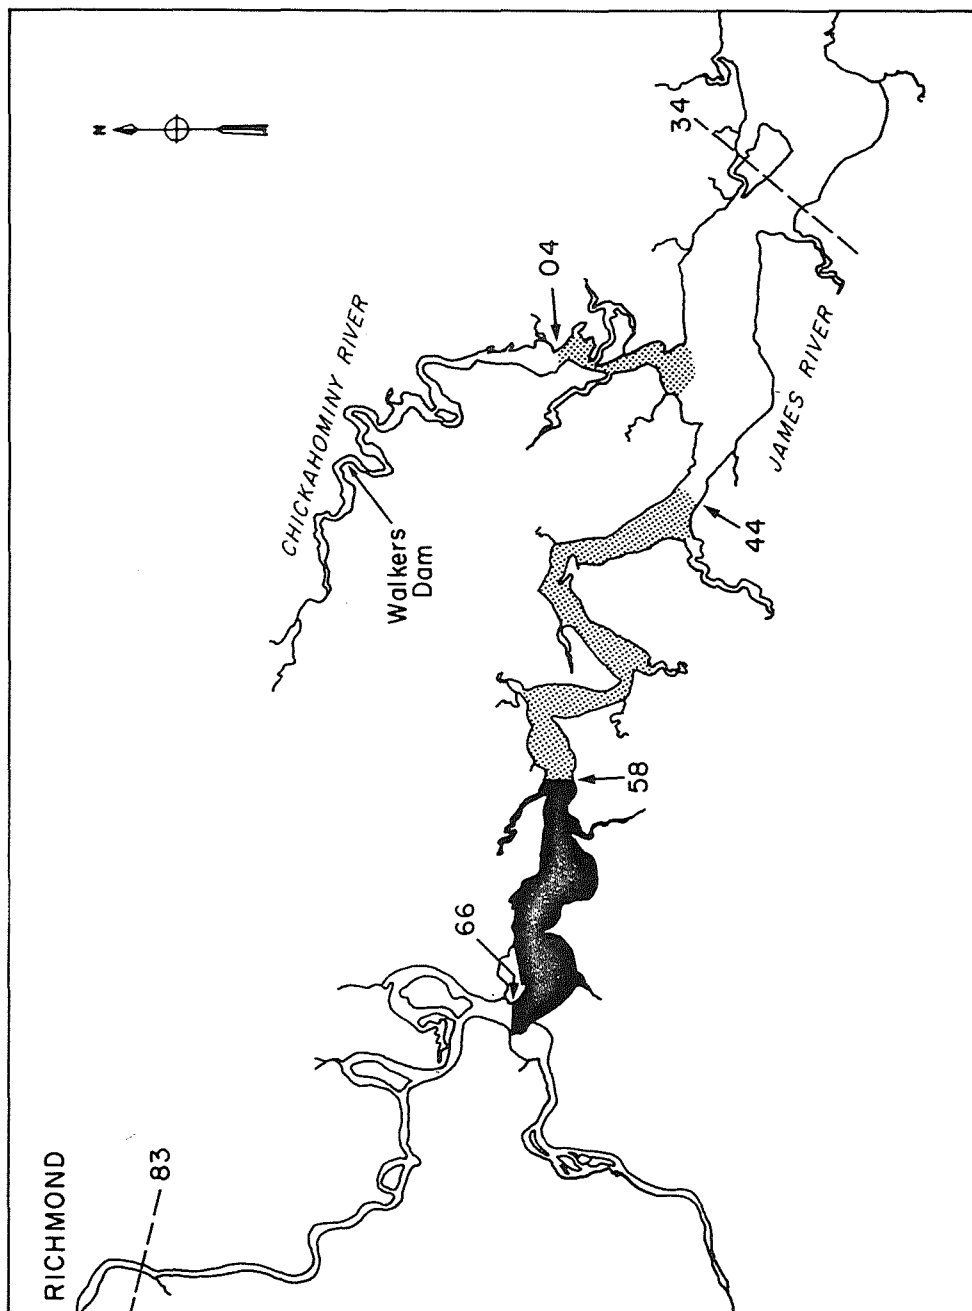 N
34
04
CHICKAHOMINY RIVER
JAMES RIVER
Walkers
Dam
44
58
66
83
RICHMOND